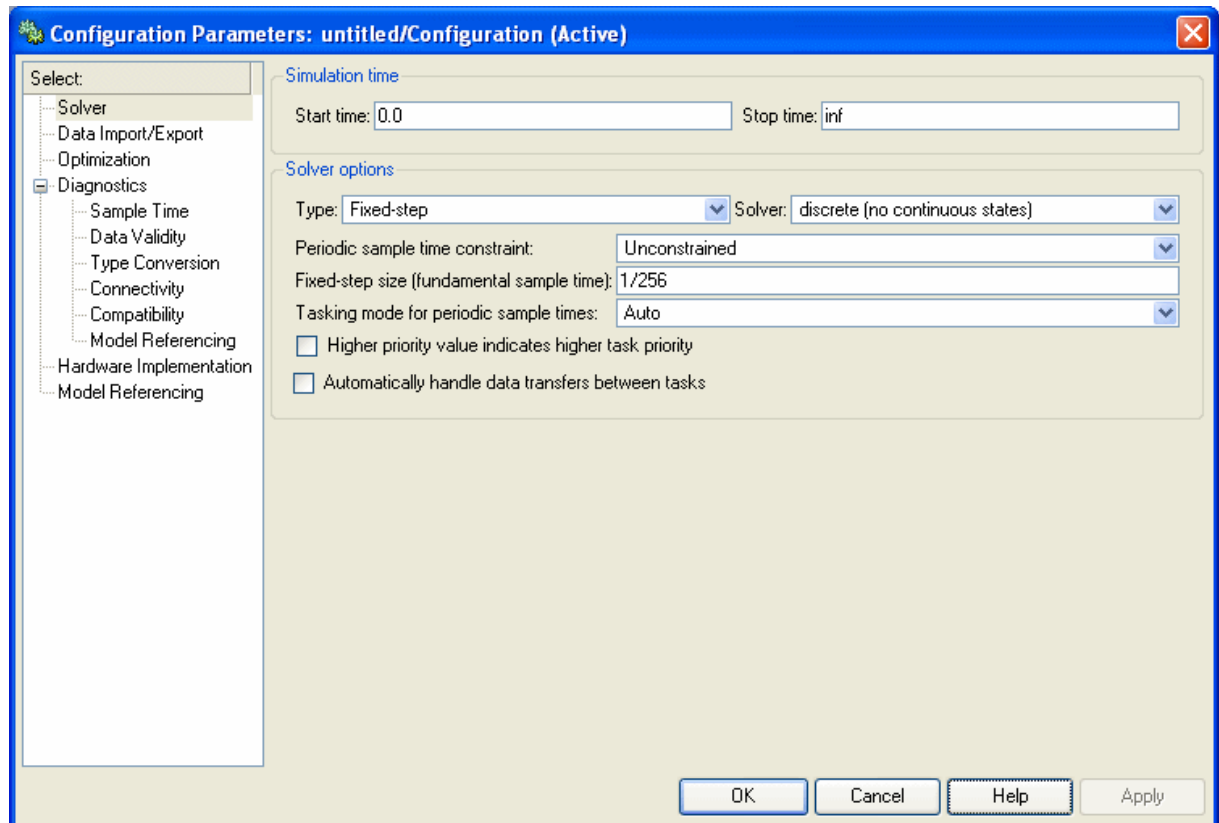 Configuration Parameters: untitled/Configuration (Active)
Select:
Solver
Data Import/Export
Optimization
Diagnostics
Sample Time
Data Validity
Type Conversion
Connectivity
Compatibility
Model Referencing
Hardware Implementation
Model Referencing
Simulation time
Start time: 0.0 Stop time: inf
Solver options
Type: Fixed-step Solver: discrete (no continuous states)
Periodic sample time constraint: Unconstrained
Fixed-step size (fundamental sample time): 1/256
Tasking mode for periodic sample times: Auto
Higher priority value indicates higher task priority
Automatically handle data transfers between tasks
OK Cancel Help Apply